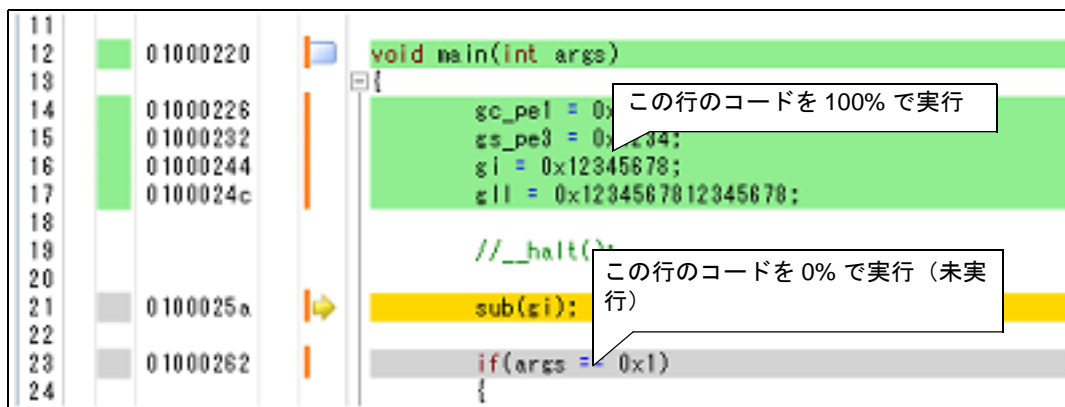 11
12 01000220 void main(int args)
13 {
14 01000226 gc_pe1 = 0x
15 01000232 gs_pe3 = 0x1234;
16 01000244 gi = 0x12345678;
17 0100024c gll = 0x1234567812345678;
18
19 //__halt();
20
21 0100025a sub(gi);
22
23 01000262 if(args == 0x1)
24 {
この行のコードを 100% で実行
この行のコードを 0% で実行（未実
行）